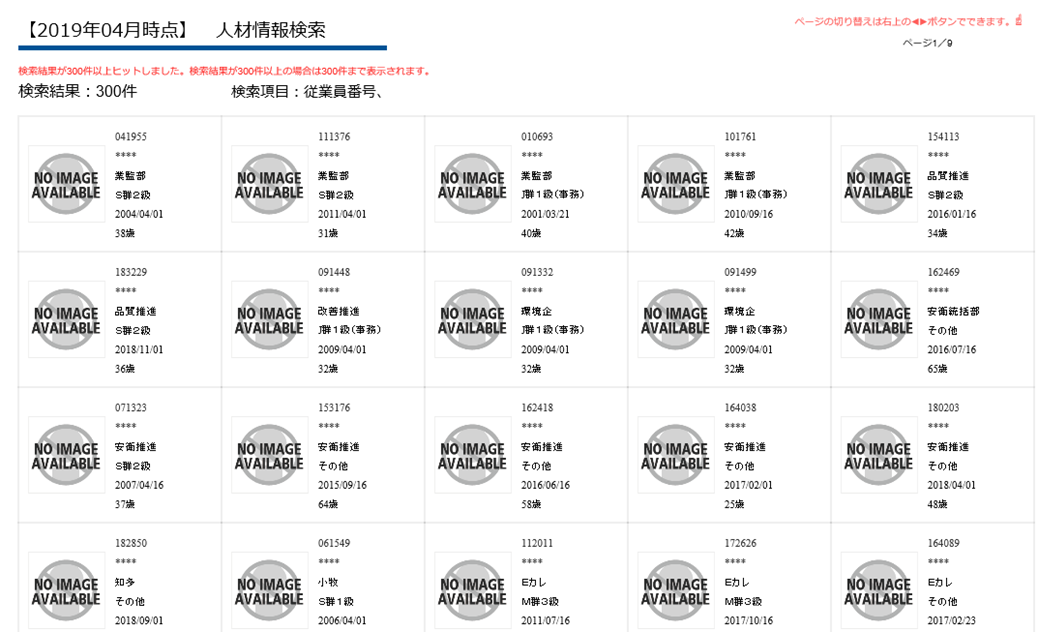 【2019年04月時点】　人材情報検索
ページの切り替えは右上の◀▶ボタンでできます。
ページ1／9
検索結果が300件以上ヒットしました。検索結果が300件以上の場合は300件まで表示されます。
検索結果：300件　検索項目：従業員番号、
NO IMAGE AVAILABLE
041955
****
業監部
S群2級
2004/04/01
38歳
NO IMAGE AVAILABLE
111376
****
業監部
S群2級
2011/04/01
31歳
NO IMAGE AVAILABLE
010693
****
業監部
J群1級(事務)
2001/03/21
40歳
NO IMAGE AVAILABLE
101761
****
業監部
J群1級(事務)
2010/09/16
42歳
NO IMAGE AVAILABLE
154113
****
品質推進
S群2級
2016/01/16
34歳
NO IMAGE AVAILABLE
183229
****
品質推進
S群2級
2018/11/01
36歳
NO IMAGE AVAILABLE
091448
****
改善推進
J群1級(事務)
2009/04/01
32歳
NO IMAGE AVAILABLE
091332
****
環境企
J群1級(事務)
2009/04/01
32歳
NO IMAGE AVAILABLE
091499
****
環境企
J群1級(事務)
2009/04/01
32歳
NO IMAGE AVAILABLE
162469
****
安衛統括部
その他
2016/07/16
65歳
NO IMAGE AVAILABLE
071323
****
安衛推進
S群2級
2007/04/16
37歳
NO IMAGE AVAILABLE
153176
****
安衛推進
その他
2015/09/16
64歳
NO IMAGE AVAILABLE
162418
****
安衛推進
その他
2016/06/16
58歳
NO IMAGE AVAILABLE
164038
****
安衛推進
その他
2017/02/01
25歳
NO IMAGE AVAILABLE
180203
****
安衛推進
その他
2018/04/01
48歳
NO IMAGE AVAILABLE
182850
****
知多
その他
2018/09/01
NO IMAGE AVAILABLE
061549
****
小牧
S群1級
2006/04/01
NO IMAGE AVAILABLE
112011
****
Eカレ
M群3級
2011/07/16
NO IMAGE AVAILABLE
172626
****
Eカレ
M群3級
2017/10/16
NO IMAGE AVAILABLE
164089
****
Eカレ
その他
2017/02/23